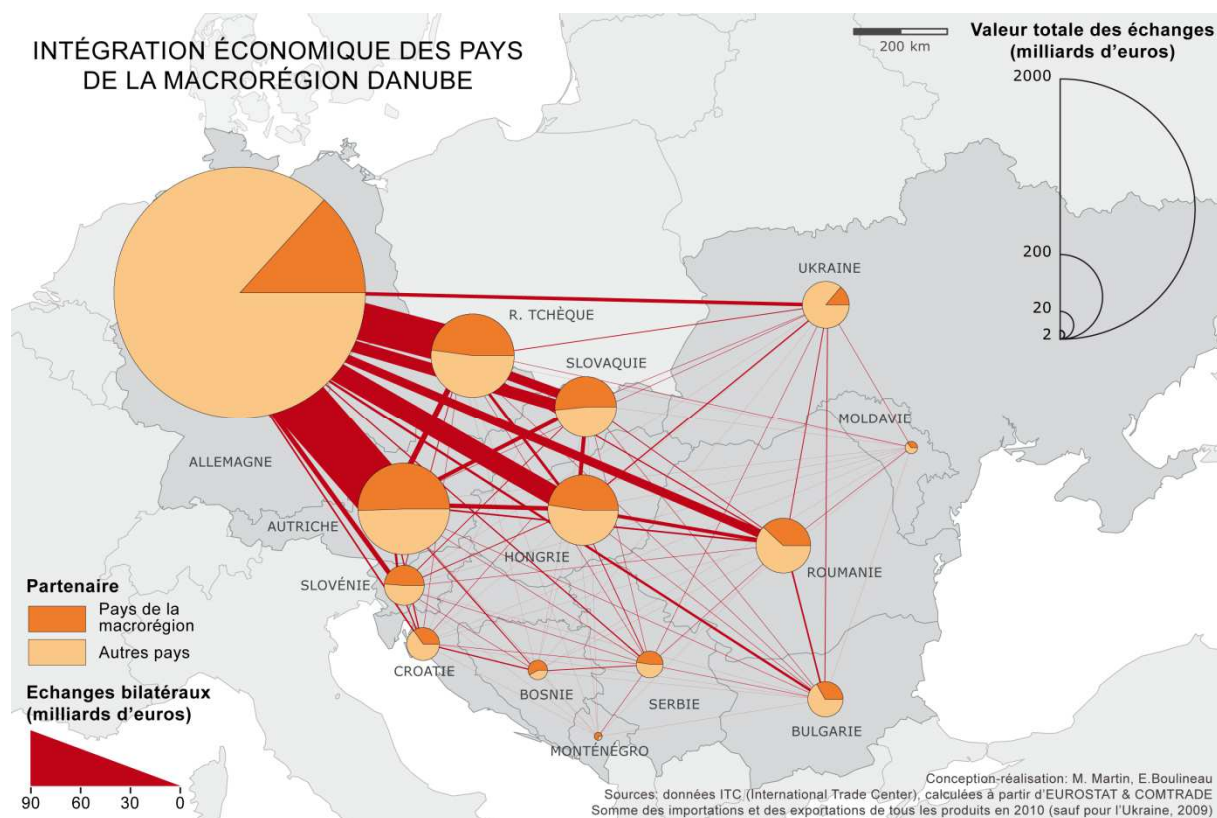 INTÉGRATION ÉCONOMIQUE DES PAYS
DE LA MACRORÉGION DANUBE
200 km
Valeur totale des échanges
(milliards d'euros)
2000
200
20
2
UKRAINE
R. TCHÈQUE
SLOVAQUIE
MOLDAVIE
ALLEMAGNE
AUTRICHE
HONGRIE
ROUMANIE
SLOVÉNIE
CROATIE
BOSNIE
SERBIE
BULGARIE
MONTÉNÉGRO
Partenaire
Pays de la
macrorégion
Autres pays
Echanges bilatéraux
(milliards d'euros)
90 60 30 0
Conception-réalisation: M. Martin, E.Boulineau
Sources: données ITC (International Trade Center), calculées à partir d'EUROSTAT & COMTRADE
Somme des importations et des exportations de tous les produits en 2010 (sauf pour l'Ukraine, 2009)